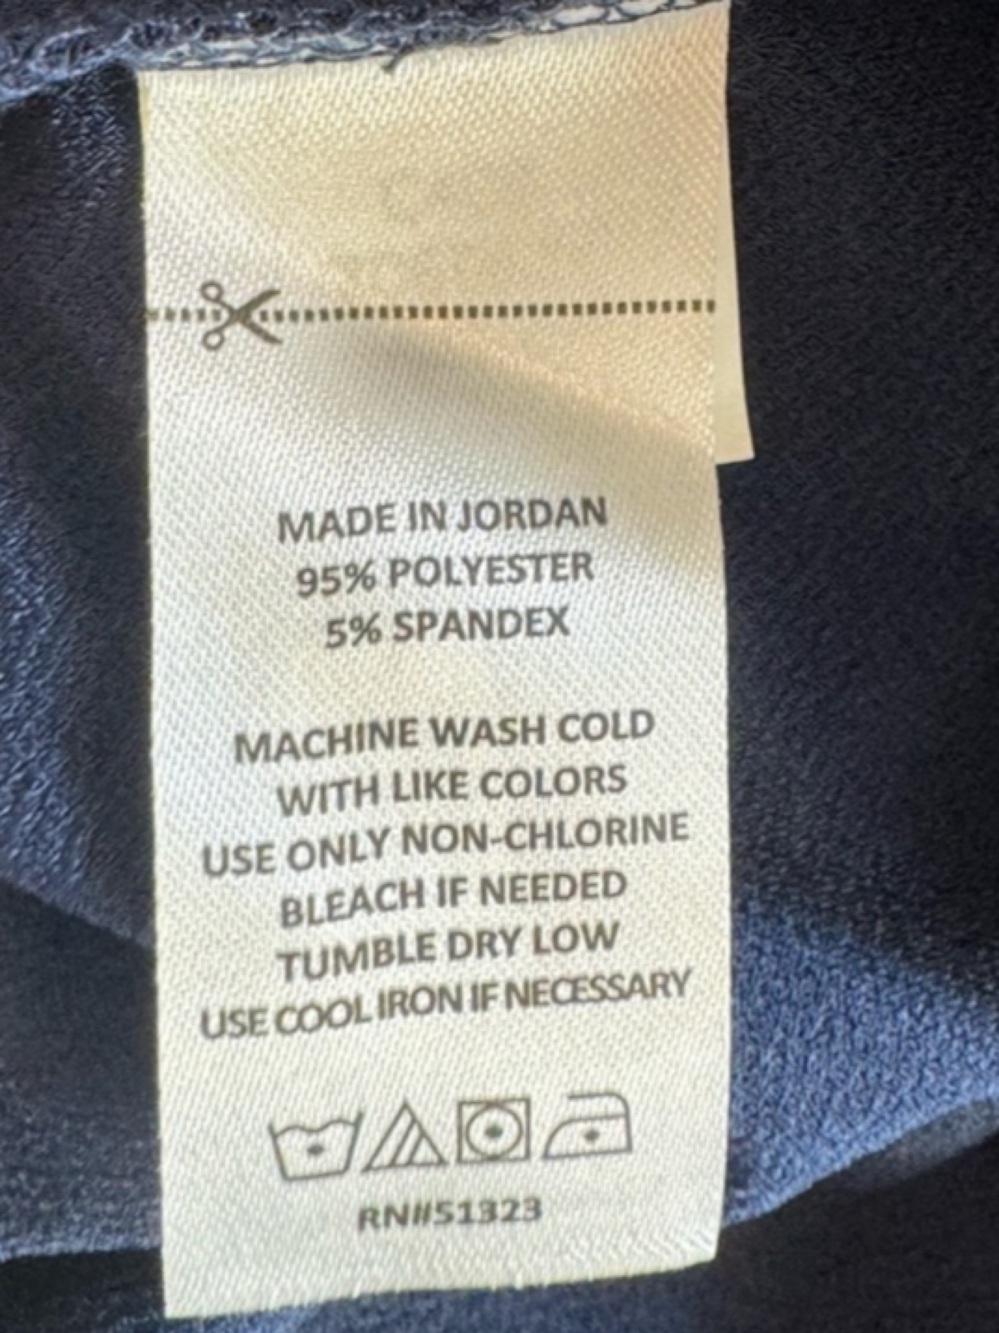 MADE IN JORDAN
95% POLYESTER
5% SPANDEX
MACHINE WASH COLD
WITH LIKE COLORS
USE ONLY NON-CHLORINE
BLEACH IF NEEDED
TUMBLE DRY LOW
USE COOL IRON IF NECESSARY
RN#51323